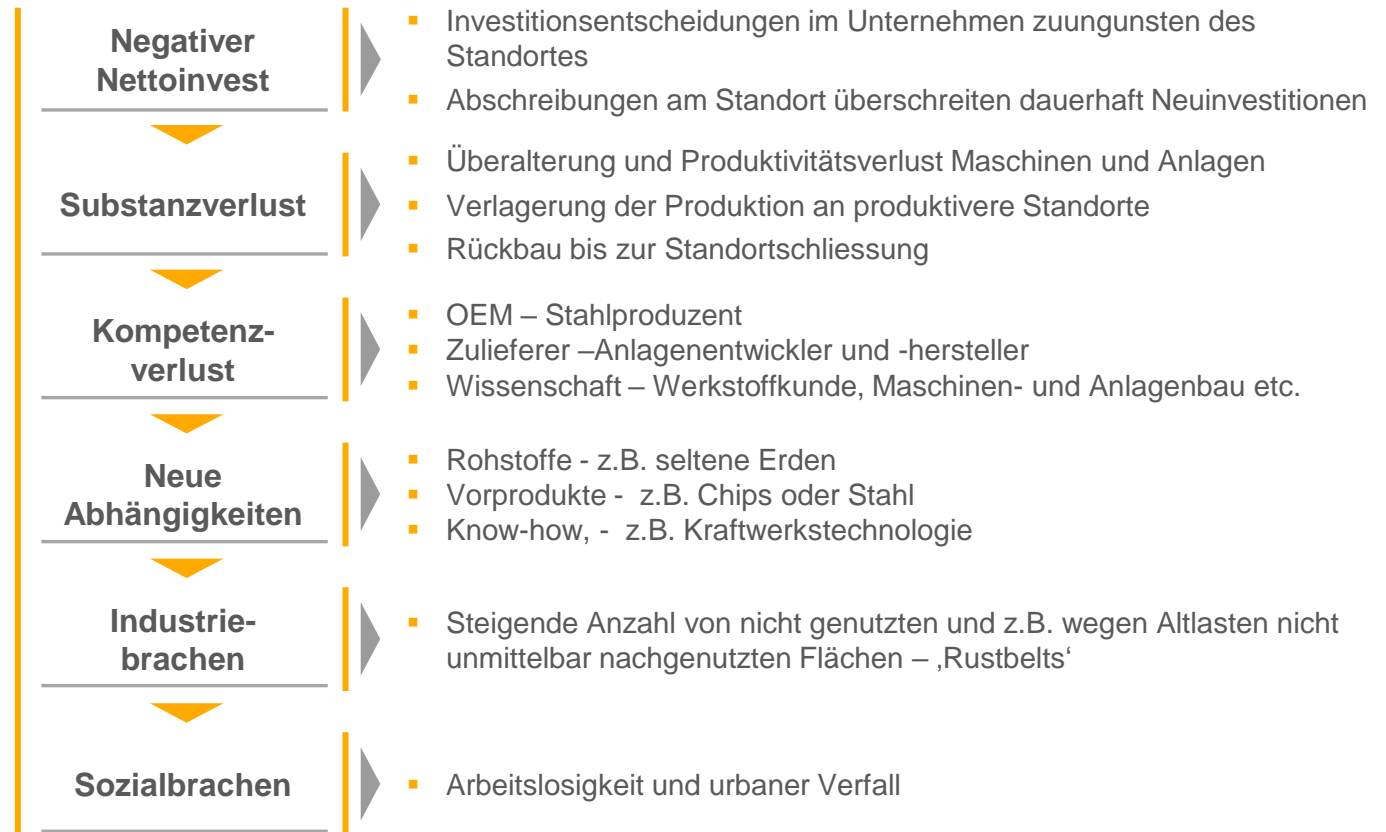 Negativer
Nettoinvest
▪ Investitionsentscheidungen im Unternehmen zuungunsten des
Standortes
▪ Abschreibungen am Standort überschreiten dauerhaft Neuinvestitionen
Substanzverlust
▪ Überalterung und Produktivitätsverlust Maschinen und Anlagen
▪ Verlagerung der Produktion an produktivere Standorte
▪ Rückbau bis zur Standortschliessung
Kompetenz-
verlust
▪ OEM – Stahlproduzent
▪ Zulieferer –Anlagenentwickler und -hersteller
▪ Wissenschaft – Werkstoffkunde, Maschinen- und Anlagenbau etc.
Neue
Abhängigkeiten
▪ Rohstoffe - z.B. seltene Erden
▪ Vorprodukte - z.B. Chips oder Stahl
▪ Know-how, - z.B. Kraftwerkstechnologie
Industrie-
brachen
▪ Steigende Anzahl von nicht genutzten und z.B. wegen Altlasten nicht
unmittelbar nachgenutzten Flächen – ‚Rustbelts‘
Sozialbrachen
▪ Arbeitslosigkeit und urbaner Verfall